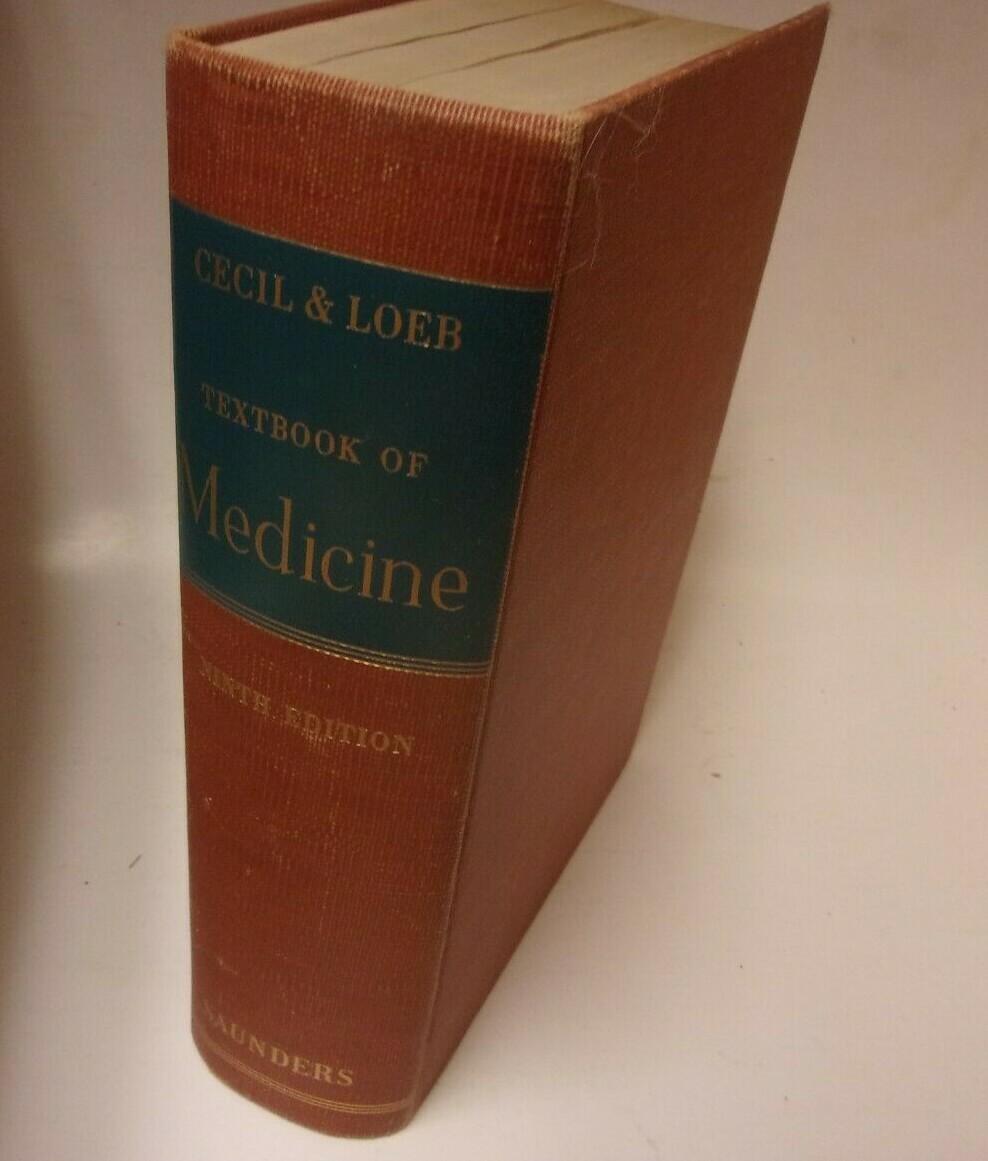 CECIL & LOEB
TEXTBOOK OF
Medicine
NINTH EDITION
SAUNDERS